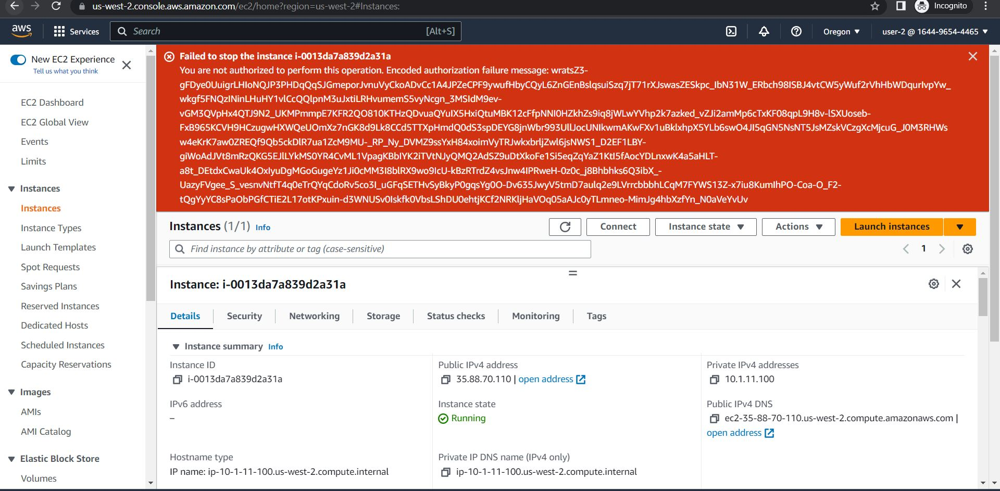 us-west-2.console.aws.amazon.com/ec2/home?region=us-west-2#Instances:
Incognito
aws
Services
Search
[Alt+S]
Oregon
user-2 @ 1644-9654-4465
New EC2 Experience
Tell us what you think
EC2 Dashboard
EC2 Global View
Events
Limits
Instances
Instances
Instance Types
Launch Templates
Spot Requests
Savings Plans
Reserved Instances
Dedicated Hosts
Scheduled Instances
Capacity Reservations
Images
AMIs
AMI Catalog
Elastic Block Store
Volumes
Failed to stop the instance i-0013da7a839d2a31a
You are not authorized to perform this operation. Encoded authorization failure message: wratsZ3-
gFDye0UuigrLHIoNQJP3PHDqQqSJGmeporJvnuVyCkoADvCc1A4JPZeCPF9ywufHbyCQyL6ZnGEnBslqsuiSzq7jT71rXJswasZESkpc_IbN31W_ERbch98ISBJ4vtCW5yWuf2rVhHbWDqurIvpYw_
wkgf5FNQzINinLHuHY1vlCcQQlpnM3uJxtiLRHvumemS5vyNcgn_3MSIdM9ev-
vGM3QVpHx4QTJ9N2_UKMPmmpE7KFR2QO810KTHzQDvuaQYuIX5HxiQtuMBK12cFfpNNI0HZkhZs9iq8jWLwYVhp2k7azked_vZJi2amMp6cTxKF08qpL9H8v-lSXUoseb-
FxB965KCVH9HCzugwHXWQeUOmXz7nGK8d9Lk8CCd5TTXpHmdQ0dS3spDEYG8jnWbr993UllJocUNIkwmAKwFXv1uBklxhpX5YLb6swO4JI5qGN5NsNT5JsMZskVCzgXcMjcuG_J0M3RHWs
w4eKrK7aw0ZREQf9Qb5ckDlR7ua1ZcM9MU-_RP_Ny_DVMZ9ssYxH84xoimVyTRJwkxbrljZwl6jsNWS1_D2EF1LBY-
giWoAdJVt8mRzQKG5EJlLYkMS0YR4CvML1VpagKBbIYK2iTVtNJyQMQ2AdSZ9uDtXkoFe1Si5eqZqYaZ1KtI5fAocYDLnxwK4a5aHLT-
a8t_DEtdxCwaUk4OxIyuDgMGoGugeYz1Ji0cMM3I8blRX9wo9IcU-kBzRTrdZ4vsJnw4IPRweH-0z0c_j8Bhbhks6Q3ibX_-
UazyFVgee_S_vesnvNtfT4q0eTrQYqCdoRv5co3I_uGFqSETHvSyBkyP0gqsYg0O-Dv635JwyV5tmD7aulq2e9LVrrcbbbhLCqM7FYWS13Z-x7iu8KumIhPO-Coa-O_F2-
tQgYyYC8sPaObPGfCTiE2L17otKPxuin-d3WNUSv0Iskfk0VbsLShDU0ehtjKCf2NRKljHaVOq05aAJc0yTLmneo-MimJg4hbXzfYn_N0aVeYvUv
Instances (1/1) Info
Connect
Instance state
Actions
Launch instances
Find instance by attribute or tag (case-sensitive)
1
Instance: i-0013da7a839d2a31a
Details
Security
Networking
Storage
Status checks
Monitoring
Tags
Instance summary Info
Instance ID
i-0013da7a839d2a31a
Public IPv4 address
35.88.70.110 | open address
Private IPv4 addresses
10.1.11.100
IPv6 address
–
Instance state
Running
Public IPv4 DNS
ec2-35-88-70-110.us-west-2.compute.amazonaws.com |
open address
Hostname type
IP name: ip-10-1-11-100.us-west-2.compute.internal
Private IP DNS name (IPv4 only)
ip-10-1-11-100.us-west-2.compute.internal